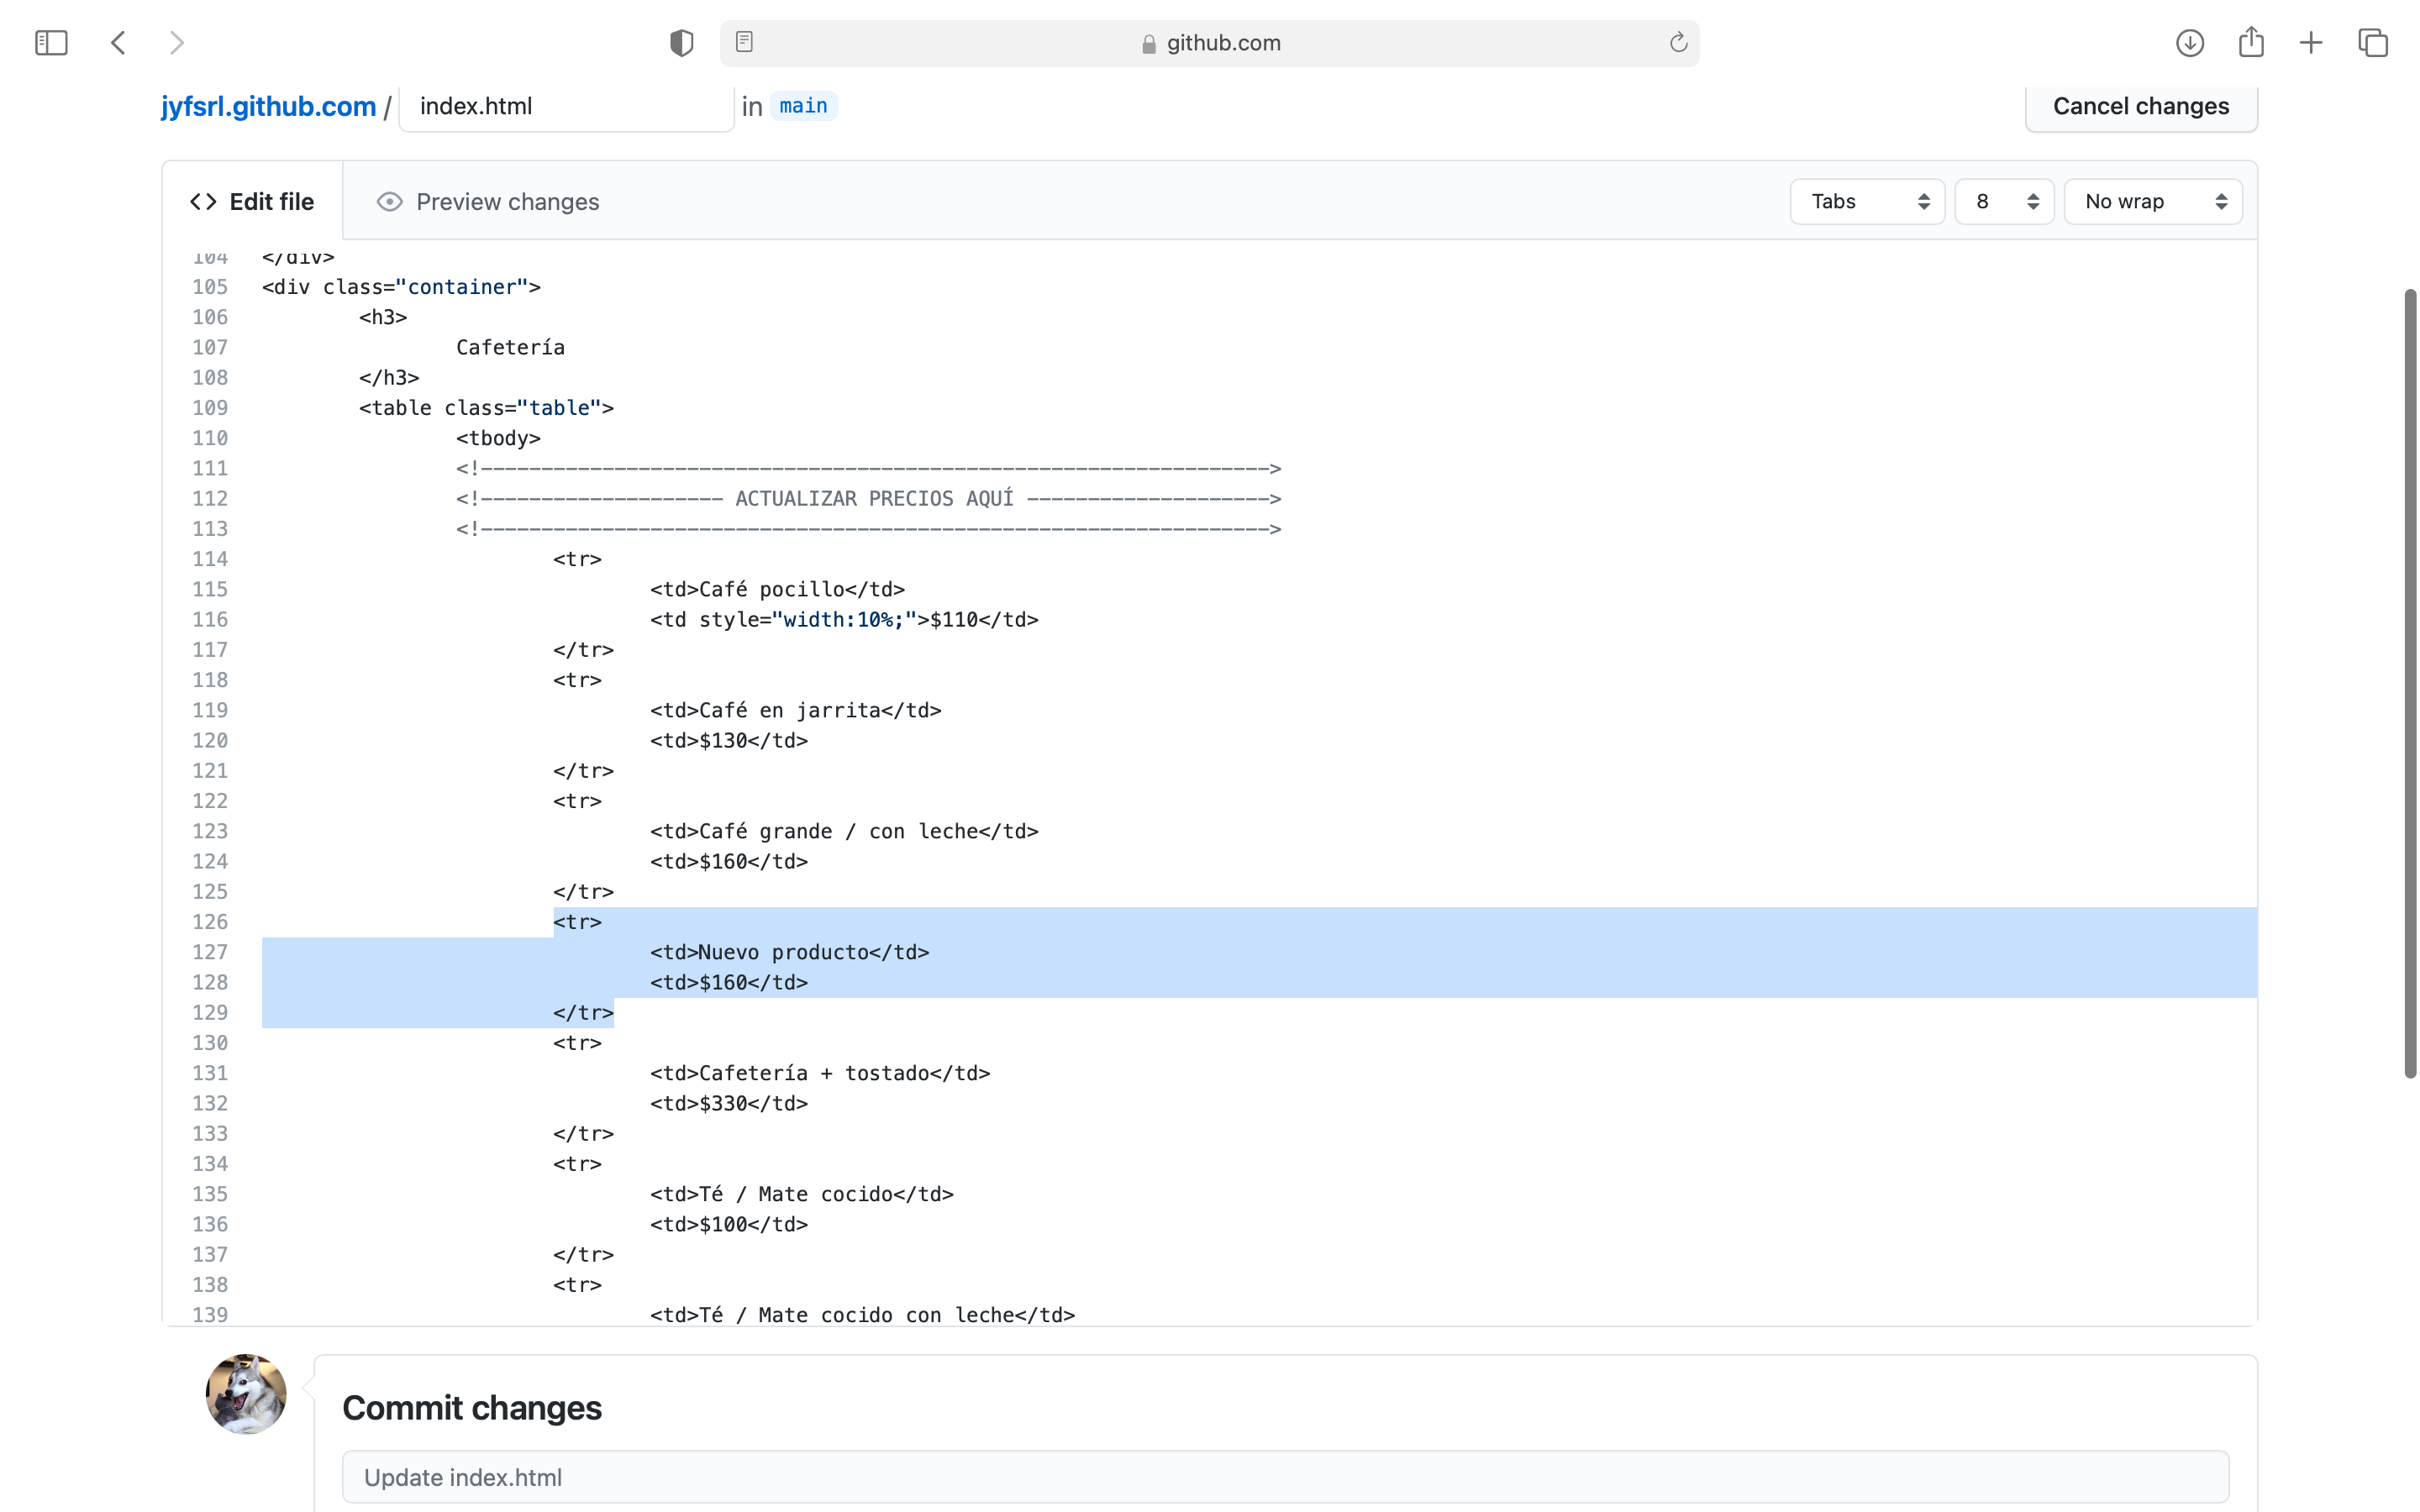 github.com
jyfsrl.github.com / index.html in main Cancel changes
<> Edit file Preview changes Tabs 8 No wrap
104 </div>
105 <div class="container">
106 <h3>
107 Cafetería
108 </h3>
109 <table class="table">
110 <tbody>
111 <!----------------------------------------------------------------->
112 <!-------------------- ACTUALIZAR PRECIOS AQUÍ -------------------->
113 <!----------------------------------------------------------------->
114 <tr>
115 <td>Café pocillo</td>
116 <td style="width:10%;">$110</td>
117 </tr>
118 <tr>
119 <td>Café en jarrita</td>
120 <td>$130</td>
121 </tr>
122 <tr>
123 <td>Café grande / con leche</td>
124 <td>$160</td>
125 </tr>
126 <tr>
127 <td>Nuevo producto</td>
128 <td>$160</td>
129 </tr>
130 <tr>
131 <td>Cafetería + tostado</td>
132 <td>$330</td>
133 </tr>
134 <tr>
135 <td>Té / Mate cocido</td>
136 <td>$100</td>
137 </tr>
138 <tr>
139 <td>Té / Mate cocido con leche</td>
Commit changes
Update index.html